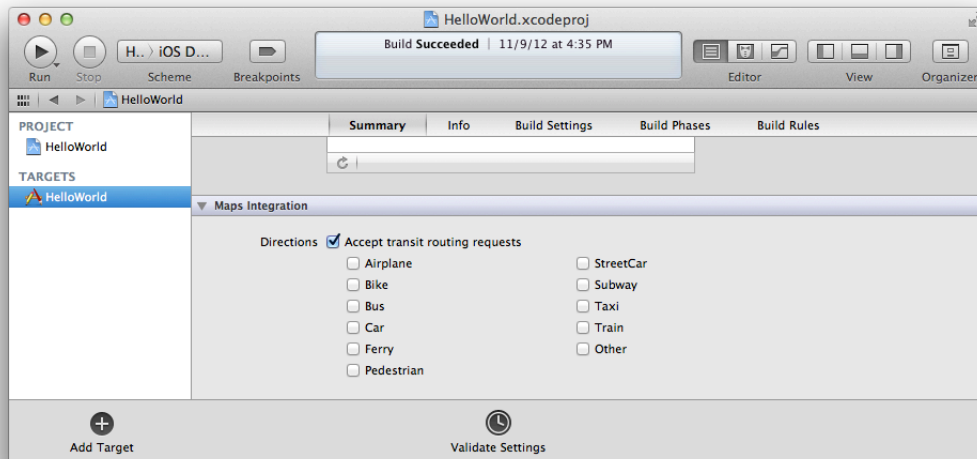 HelloWorld.xcodeproj
H.. 〉 iOS D...
Build Succeeded | 11/9/12 at 4:35 PM
Run Stop Scheme Breakpoints Editor View Organizer
HelloWorld
PROJECT
HelloWorld
TARGETS
HelloWorld
Summary Info Build Settings Build Phases Build Rules
Maps Integration
Directions Accept transit routing requests
Airplane StreetCar
Bike Subway
Bus Taxi
Car Train
Ferry Other
Pedestrian
Add Target Validate Settings